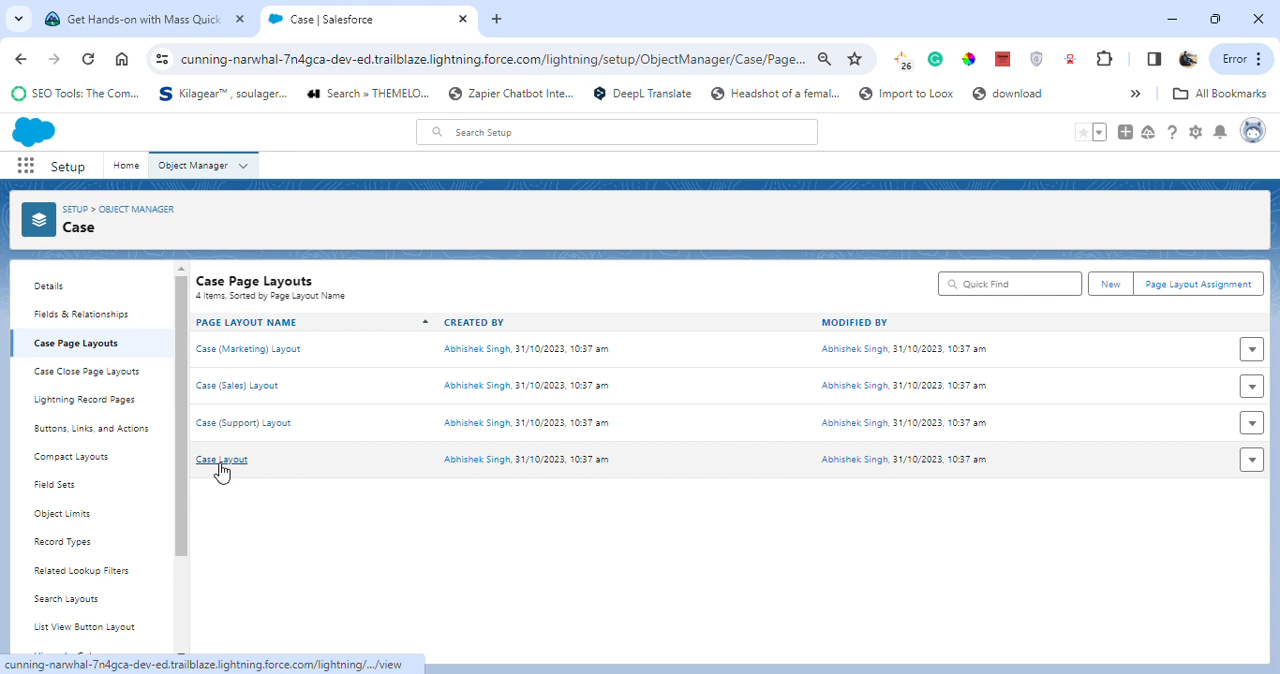 Get Hands-on with Mass Quick
Case | Salesforce
cunning-narwhal-7n4gca-dev-ed.trailblaze.lightning.force.com/lightning/setup/ObjectManager/Case/Page...
26
Error
SEO Tools: The Com...
Kilagear™, soulager...
Search » THEMELO...
Zapier Chatbot Inte...
DeepL Translate
Headshot of a femal...
Import to Loox
download
»
All Bookmarks
Search Setup
Setup
Home
Object Manager
SETUP > OBJECT MANAGER
Case
Details
Fields & Relationships
Case Page Layouts
Case Close Page Layouts
Lightning Record Pages
Buttons, Links, and Actions
Compact Layouts
Field Sets
Object Limits
Record Types
Related Lookup Filters
Search Layouts
List View Button Layout
Case Page Layouts
4 Items, Sorted by Page Layout Name
Quick Find
New
Page Layout Assignment
PAGE LAYOUT NAME CREATED BY MODIFIED BY
Case (Marketing) Layout Abhishek Singh, 31/10/2023, 10:37 am Abhishek Singh, 31/10/2023, 10:37 am
Case (Sales) Layout Abhishek Singh, 31/10/2023, 10:37 am Abhishek Singh, 31/10/2023, 10:37 am
Case (Support) Layout Abhishek Singh, 31/10/2023, 10:37 am Abhishek Singh, 31/10/2023, 10:37 am
Case Layout Abhishek Singh, 31/10/2023, 10:37 am Abhishek Singh, 31/10/2023, 10:37 am
cunning-narwhal-7n4gca-dev-ed.trailblaze.lightning.force.com/lightning/.../view